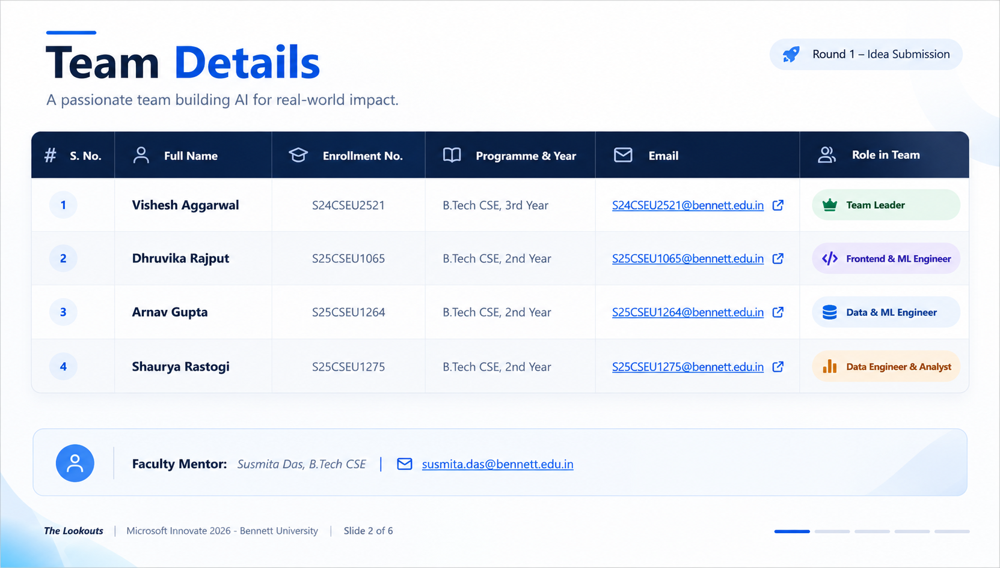 Team Details
Round 1 – Idea Submission
A passionate team building AI for real-world impact.
# S. No. Full Name Enrollment No. Programme & Year Email Role in Team
1 Vishesh Aggarwal S24CSEU2521 B.Tech CSE, 3rd Year S24CSEU2521@bennett.edu.in Team Leader
2 Dhruvika Rajput S25CSEU1065 B.Tech CSE, 2nd Year S25CSEU1065@bennett.edu.in </> Frontend & ML Engineer
3 Arnav Gupta S25CSEU1264 B.Tech CSE, 2nd Year S25CSEU1264@bennett.edu.in Data & ML Engineer
4 Shaurya Rastogi S25CSEU1275 B.Tech CSE, 2nd Year S25CSEU1275@bennett.edu.in Data Engineer & Analyst
Faculty Mentor: Susmita Das, B.Tech CSE | susmita.das@bennett.edu.in
The Lookouts | Microsoft Innovate 2026 - Bennett University | Slide 2 of 6